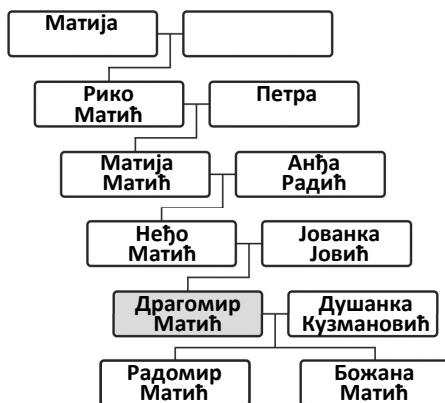 Матија
Рико
Матић
Петра
Матија
Матић
Анђа
Радић
Неђо
Матић
Јованка
Јовић
Драгомир
Матић
Душанка
Кузмановић
Радомир
Матић
Божана
Матић